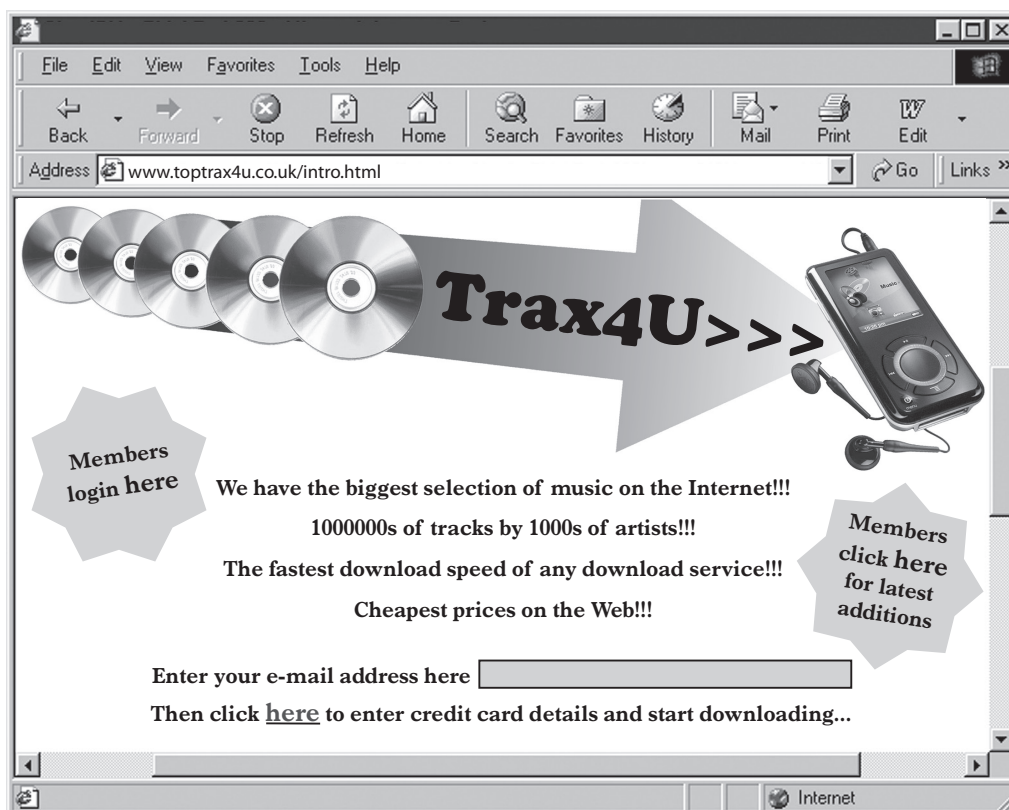 File Edit View Favorites Tools Help
Back Forward Stop Refresh Home Search Favorites History Mail Print Edit
Address www.toptrax4u.co.uk/intro.html Go Links »
Trax4U>>>
Music
Members
login here
We have the biggest selection of music on the Internet!!!
1000000s of tracks by 1000s of artists!!!
The fastest download speed of any download service!!!
Cheapest prices on the Web!!!
Members
click here
for latest
additions
Enter your e-mail address here
Then click here to enter credit card details and start downloading...
Internet